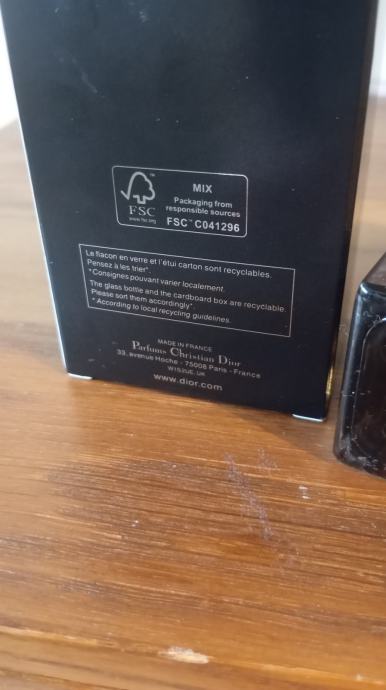 MIX
Packaging from
responsible sources
FSC™ C041296
™
FSC
www.fsc.org
Le flacon en verre et l'étui carton sont recyclables.
Pensez à les trier*.
*Consignes pouvant varier localement.
The glass bottle and the cardboard box are recyclable.
Please sort them accordingly*.
* According to local recycling guidelines.
MADE IN FRANCE
Parfums Christian Dior
33, avenue Hoche - 75008 Paris - France
W1S2UE. UK
www.dior.com